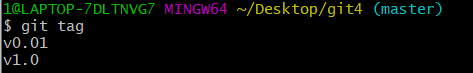 1@LAPTOP-7DLTNVG7 MINGW64 ~/Desktop/git4 (master)
$ git tag
v0.01
v1.0